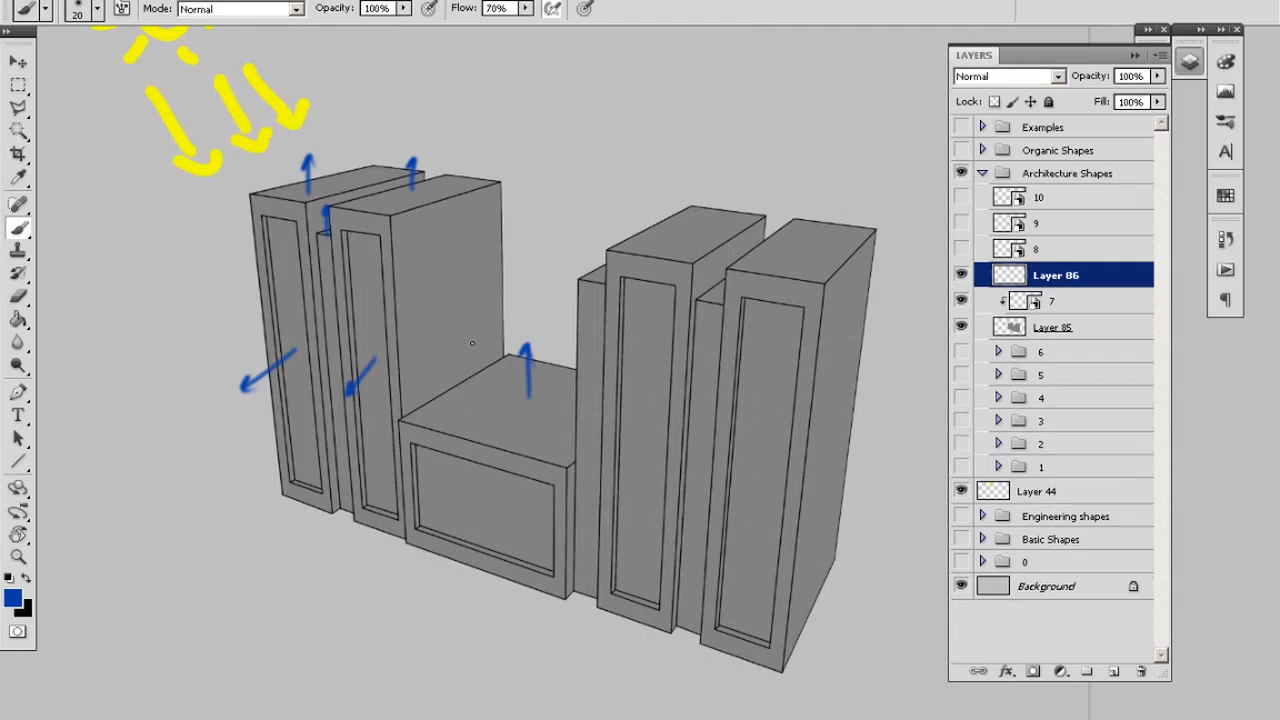 Mode: Normal Opacity: 100% Flow: 70%
20
LAYERS
Normal Opacity: 100%
Lock: Fill: 100%
Examples
Organic Shapes
Architecture Shapes
10
9
8
Layer 86
7
Layer 85
6
5
4
3
2
1
Layer 44
Engineering shapes
Basic Shapes
0
Background